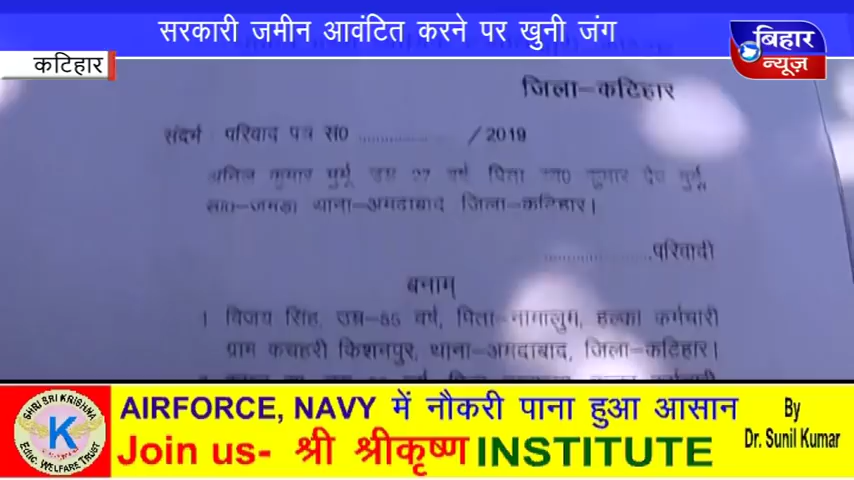 सरकारी जमीन आवंटित करने पर खुनी जंग
बिहार
न्यूज़
कटिहार
जिला-कटिहार
संदर्भ : परिवाद पत्र सं0 ..................... /2019
अनिल कुमार मुर्मू उम्र 27 वर्ष पिता स्व0 कुमार देव मुर्मू
सा0-जमड़ा थाना-अमदाबाद जिला-कटिहार।
.....................परिवादी
बनाम्
1 विजय सिंह, उम्र-55 वर्ष, पिता-नामालुम, हल्का कर्मचारी
ग्राम कचहरी किशनपुर, थाना-अमदाबाद, जिला-कटिहार।
SHRI SRI KRISHNA
K
EDUC. WELFARE TRUST
AIRFORCE, NAVY में नौकरी पाना हुआ आसान
By
Dr. Sunil Kumar
Join us- श्री श्रीकृष्ण INSTITUTE